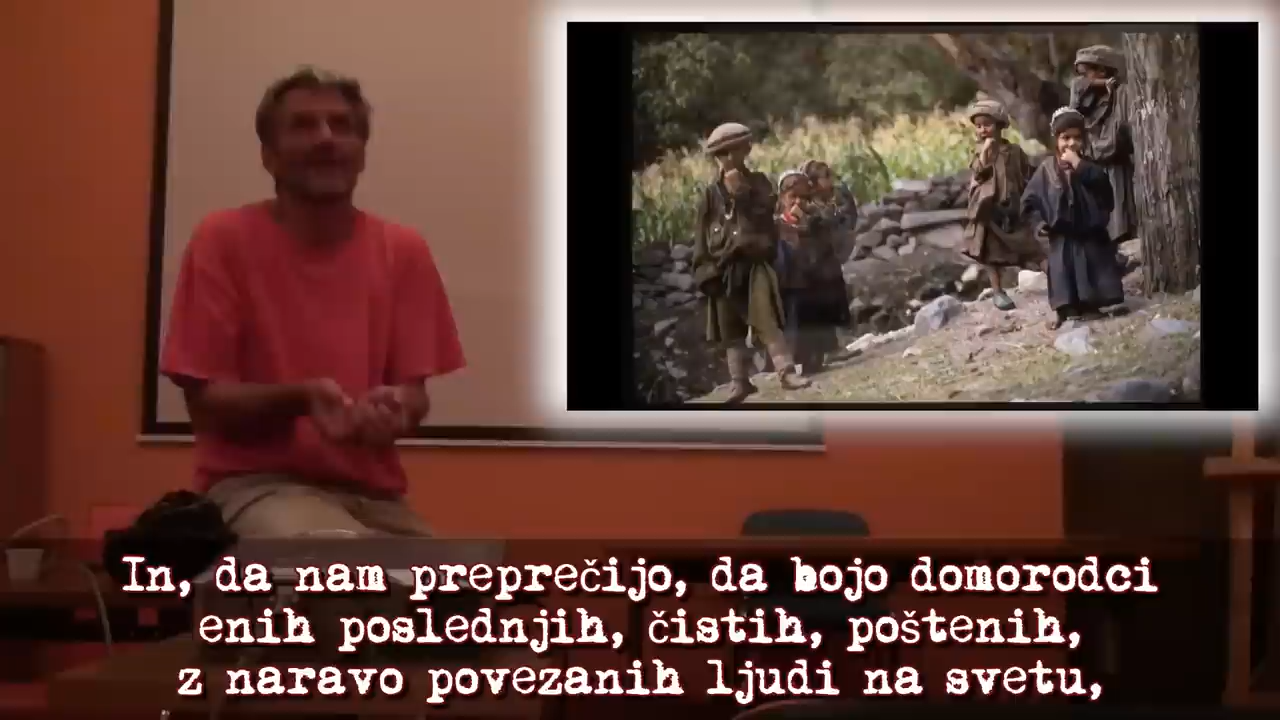 In, da nam preprečijo, da bojo domorodci
enih poslednjih, čistih, poštenih,
z naravo povezanih ljudi na svetu,